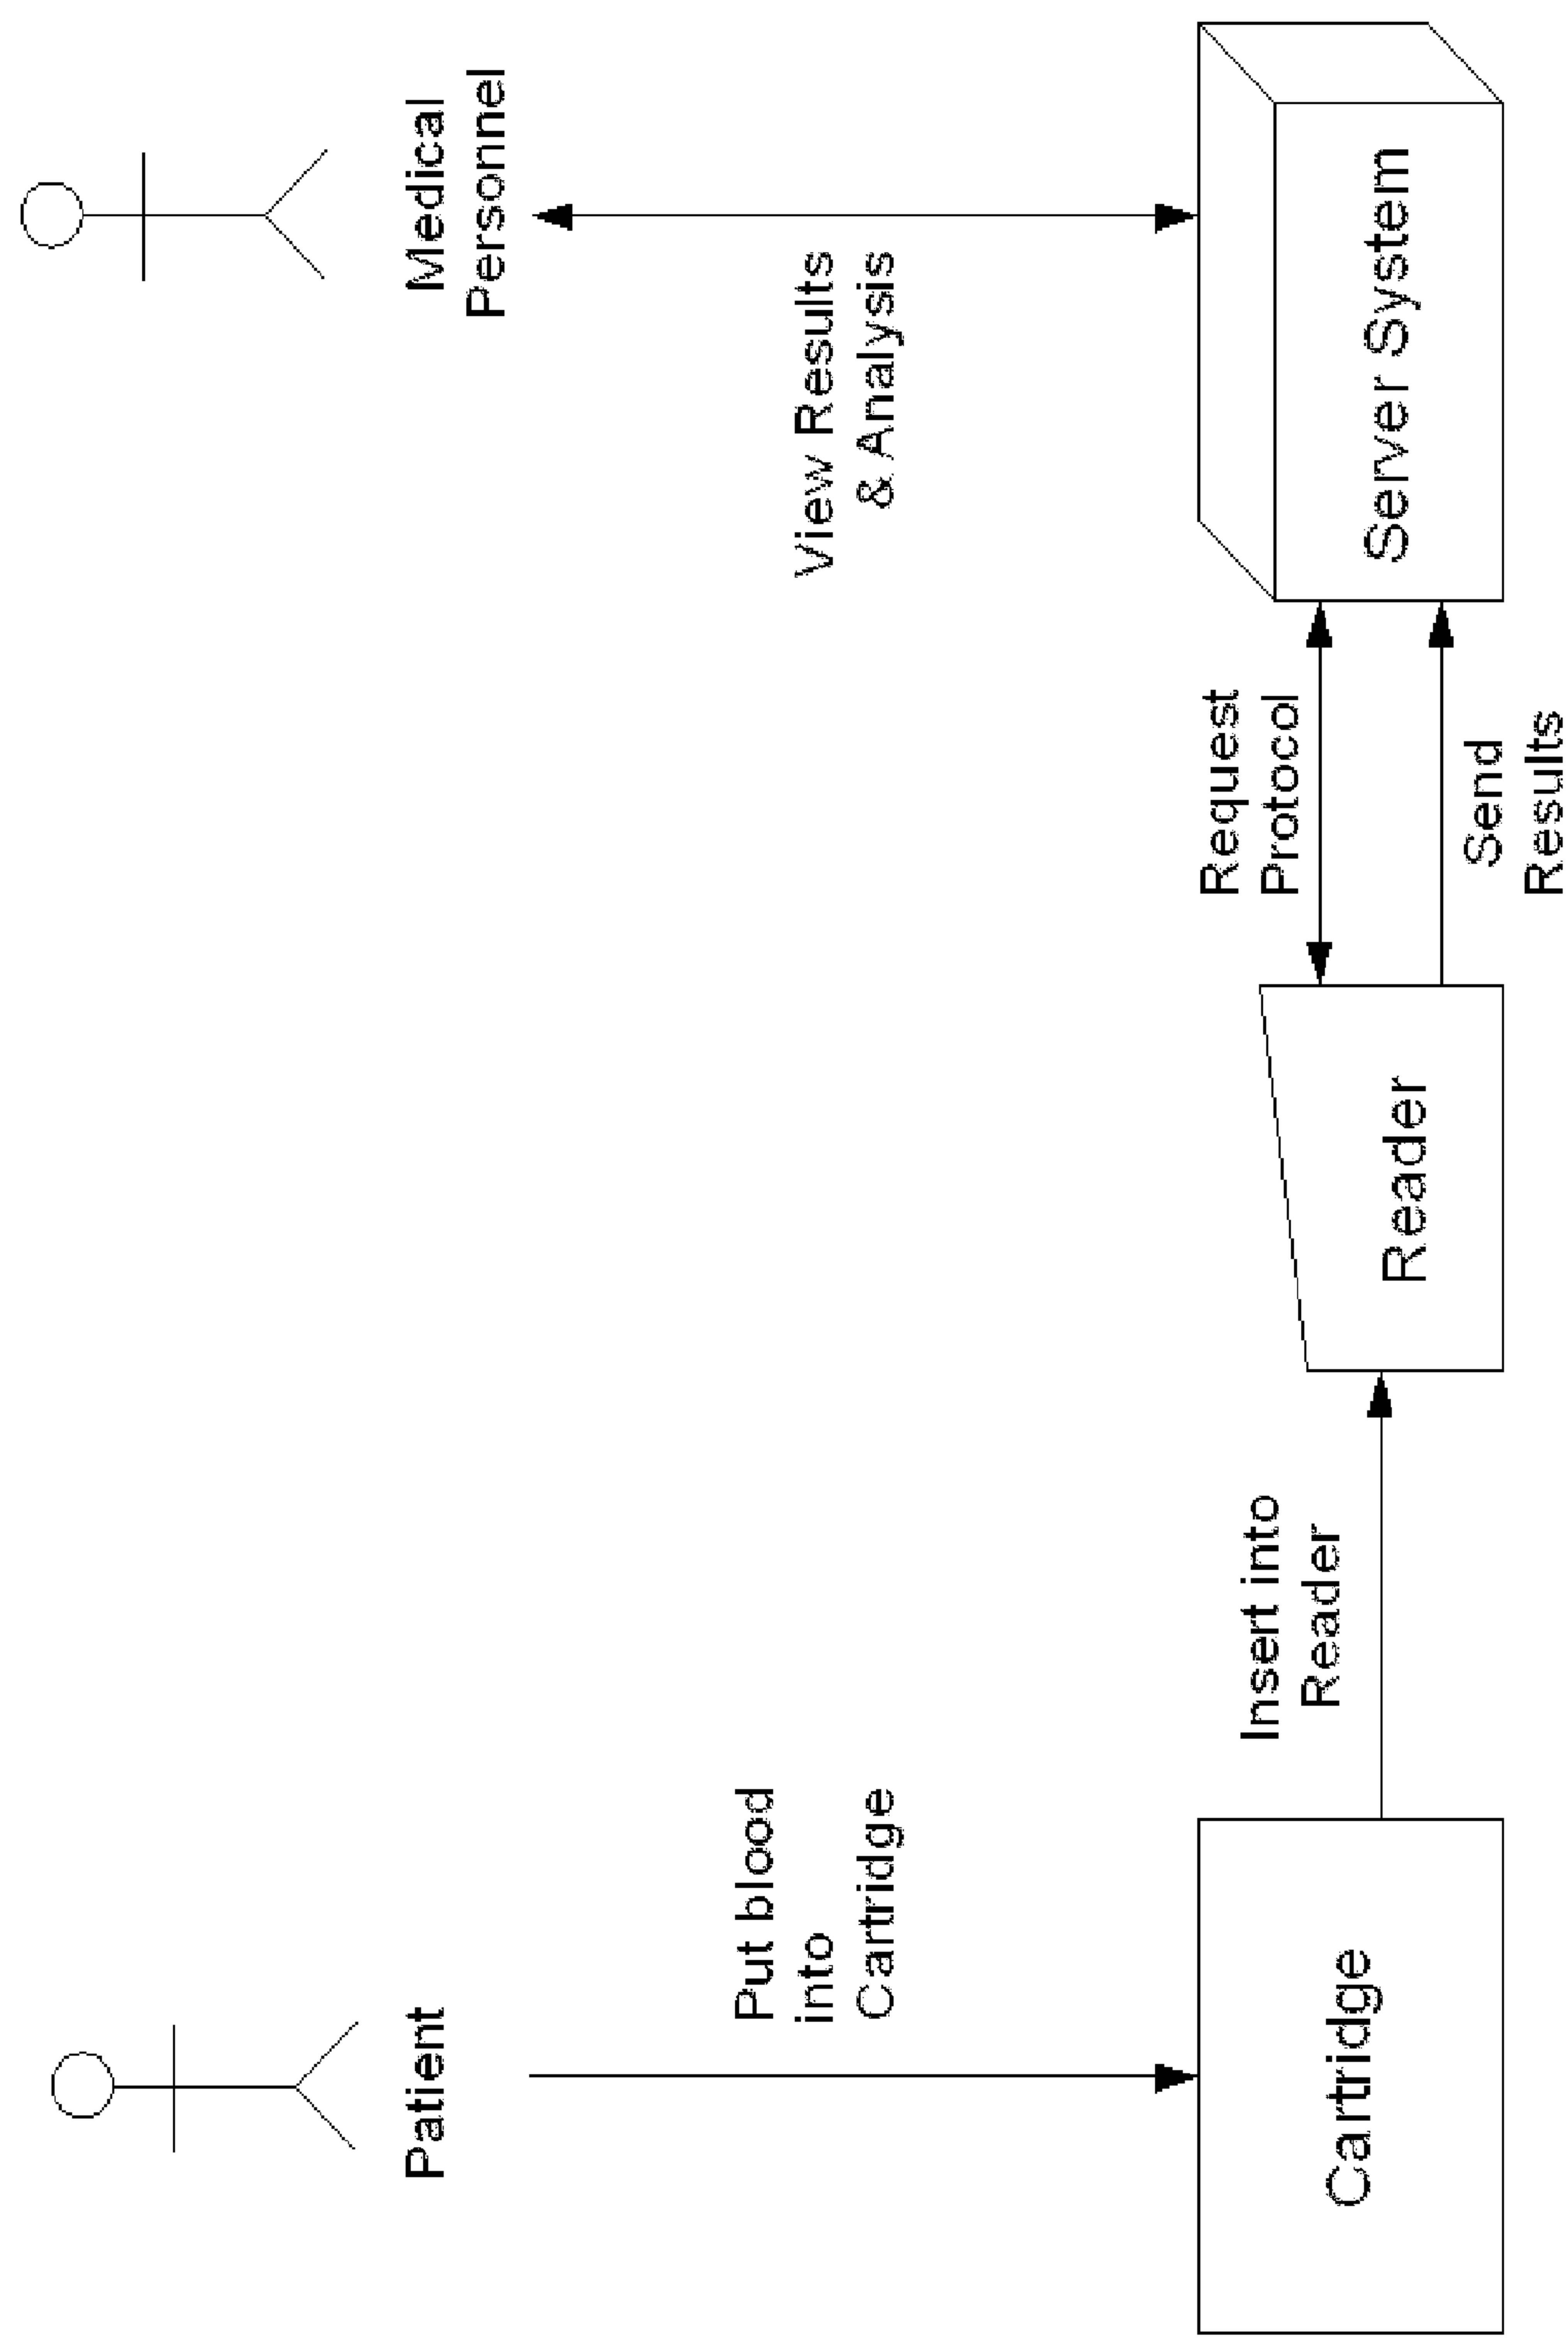 Patient
Put blood
into
Cartridge
Cartridge
Insert into
Reader
Reader
Request
Protocol
Send
Results
Server System
View Results
& Analysis
Medical
Personnel